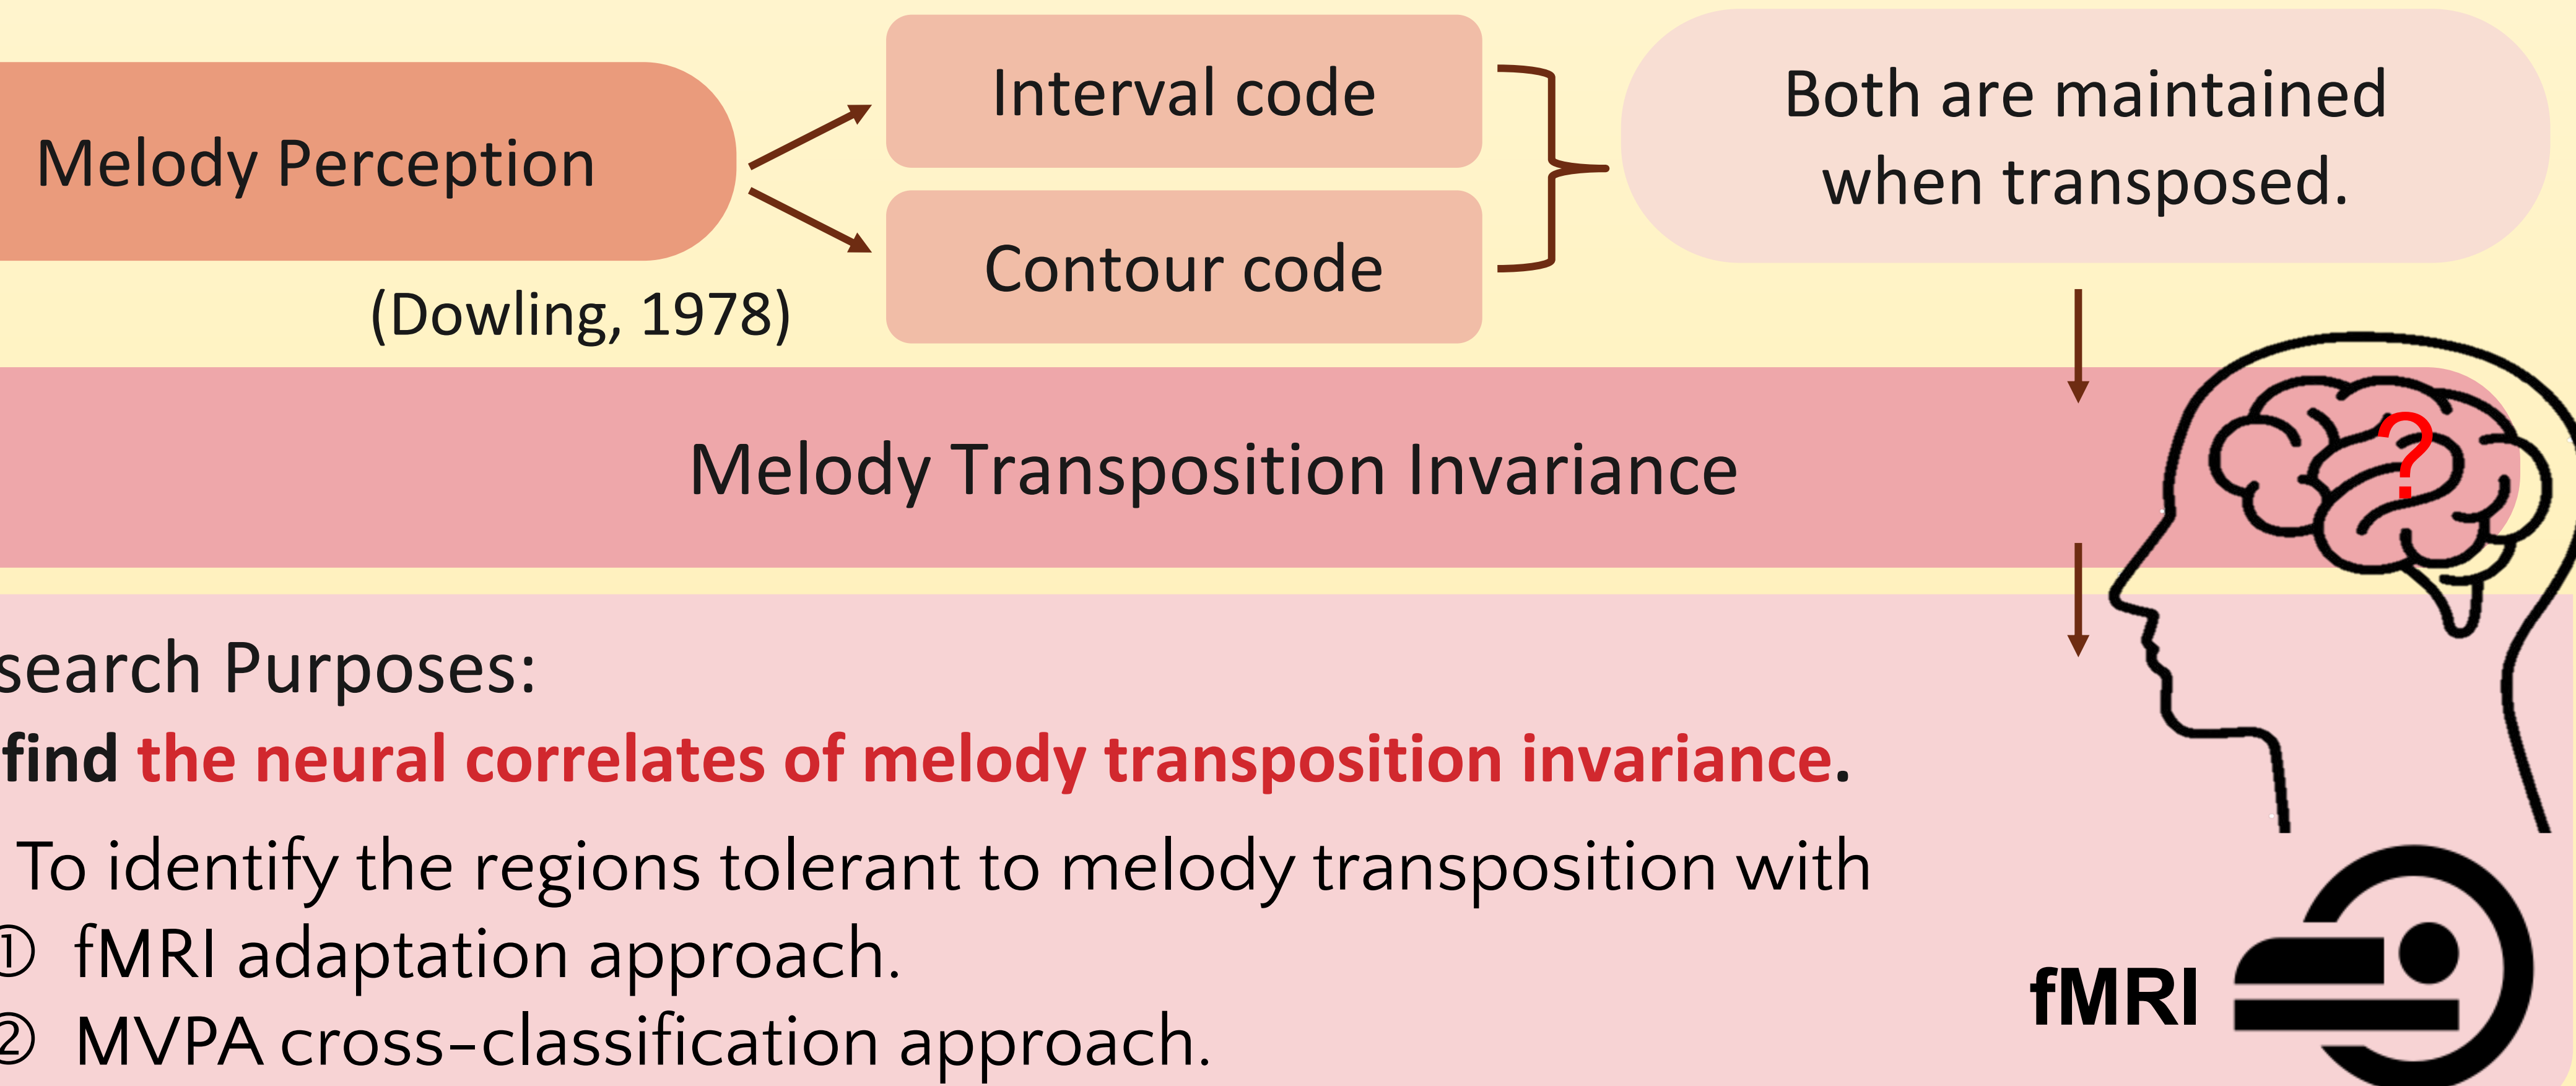 Melody Perception
Interval code
Contour code
(Dowling, 1978)
Both are maintained
when transposed.
Melody Transposition Invariance
?
search Purposes:
find the neural correlates of melody transposition invariance.
To identify the regions tolerant to melody transposition with
① fMRI adaptation approach.
② MVPA cross-classification approach.
fMRI